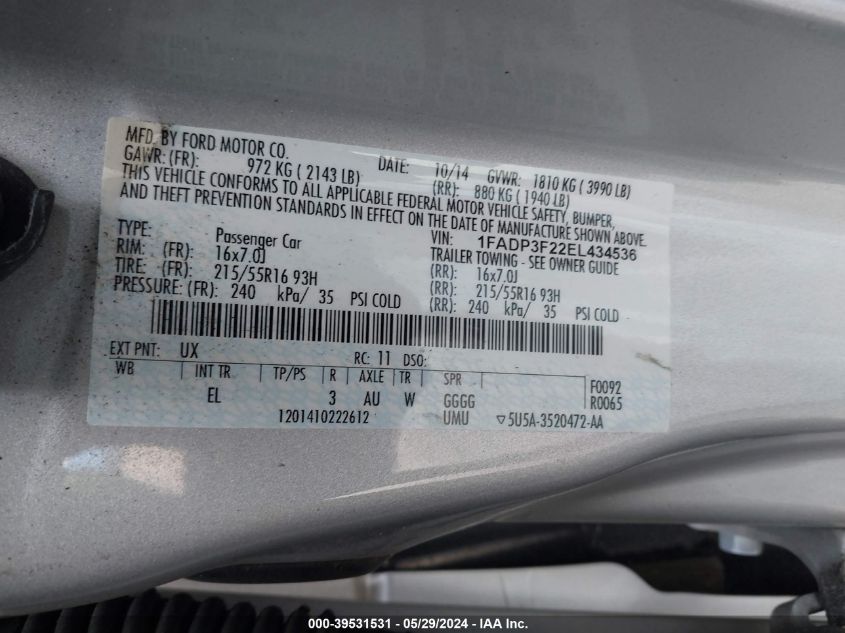 MFD. BY FORD MOTOR CO. DATE: 10/14 GVWR: 1810 KG ( 3990 LB)
GAWR: (FR): 972 KG ( 2143 LB) (RR): 880 KG ( 1940 LB)
THIS VEHICLE CONFORMS TO ALL APPLICABLE FEDERAL MOTOR VEHICLE SAFETY, BUMPER,
AND THEFT PREVENTION STANDARDS IN EFFECT ON THE DATE OF MANUFACTURE SHOWN ABOVE.
VIN: 1FADP3F22EL434536
TYPE: Passenger Car TRAILER TOWING - SEE OWNER GUIDE
RIM: (FR): 16x7.0J (RR): 16x7.0J
TIRE: (FR): 215/55R16 93H (RR): 215/55R16 93H
PRESSURE: (FR): 240 kPa/ 35 PSI COLD (RR): 240 kPa/ 35 PSI COLD
EXT PNT: UX RC: 11 DSO:
WB INT TR TP/PS R AXLE TR SPR F0092
EL 3 AU W GGGG R0065
1201410222612 UMU ▽5U5A-3520472-AA
000-39531531 - 05/29/2024 - IAA Inc.